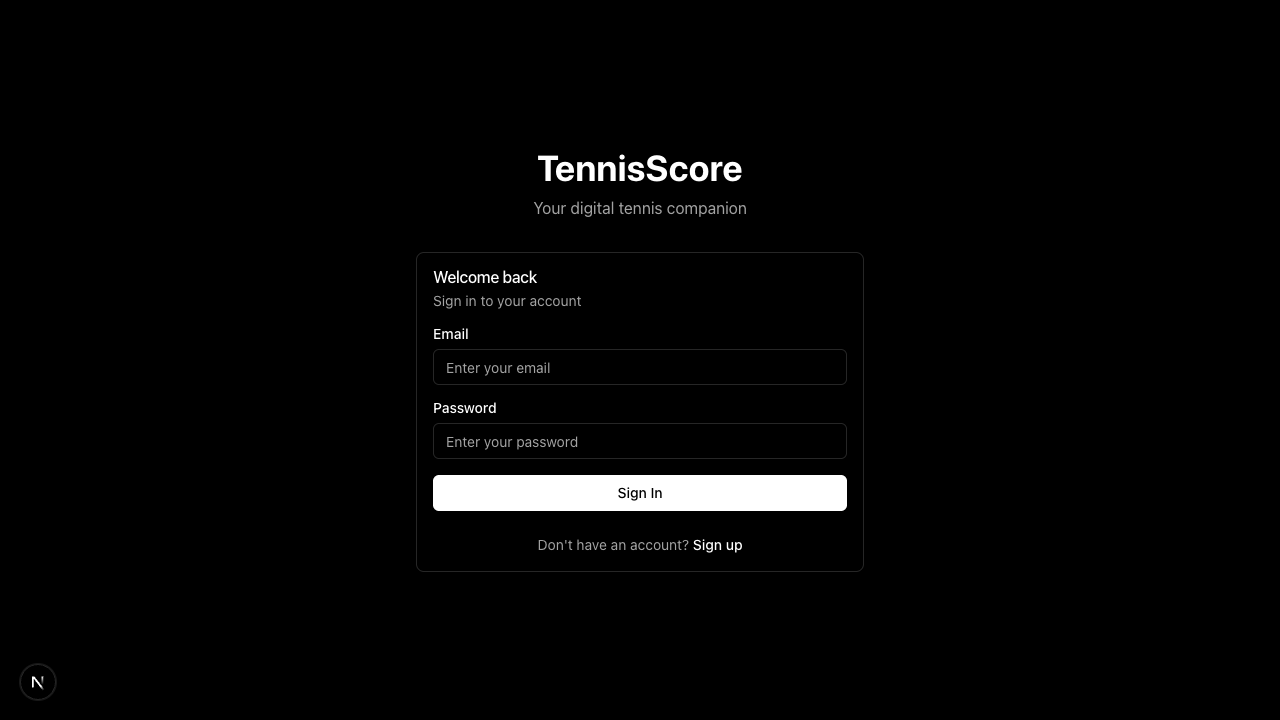 TennisScore
Your digital tennis companion
Welcome back
Sign in to your account
Email
Enter your email
Password
Enter your password
Sign In
Don't have an account? Sign up
N